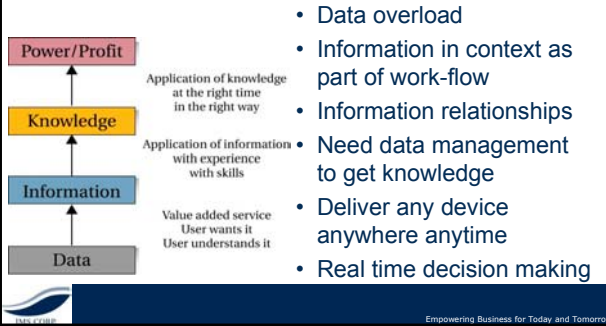 Power/Profit
Application of knowledge
at the right time
in the right way
Knowledge
Application of information
with experience
with skills
Information
Value added service
User wants it
User understands it
Data
• Data overload
• Information in context as
part of work-flow
• Information relationships
• Need data management
to get knowledge
• Deliver any device
anywhere anytime
• Real time decision making
IMS CORP
Empowering Business for Today and Tomorro